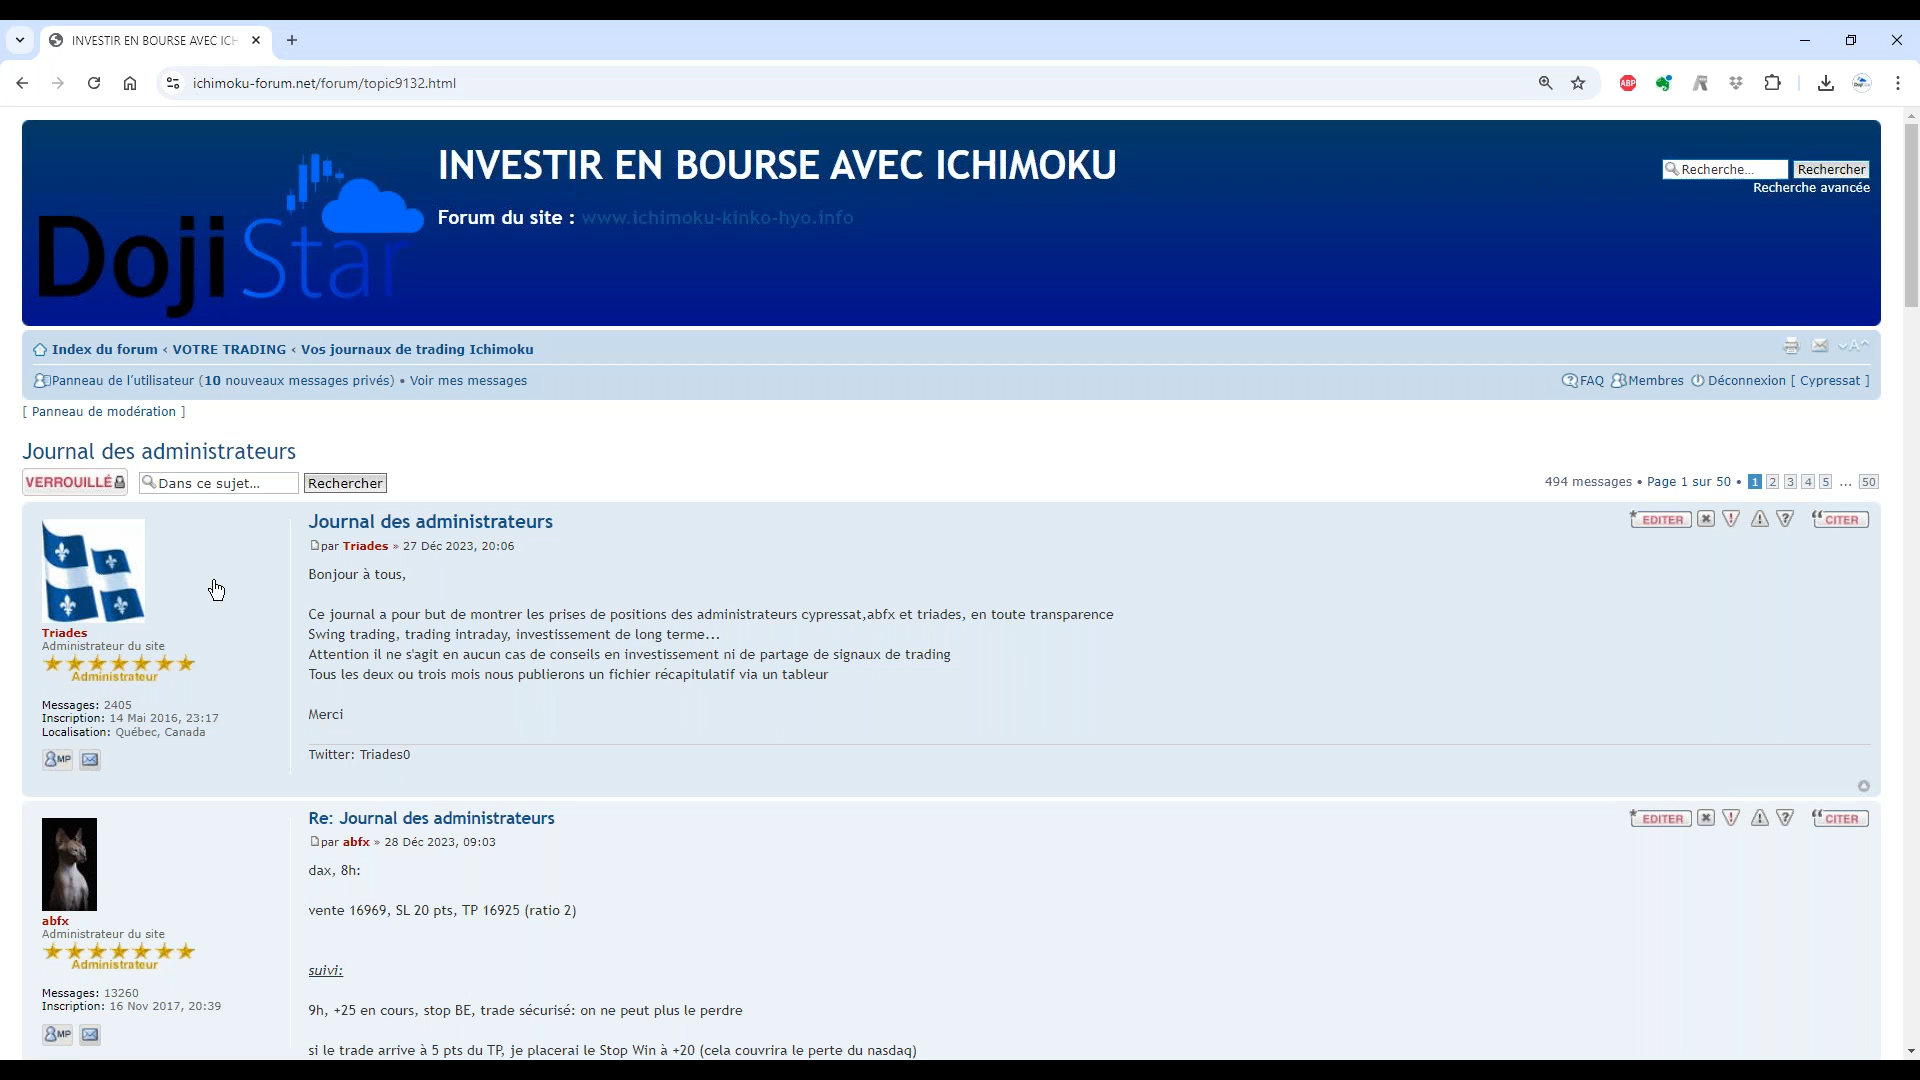 INVESTIR EN BOURSE AVEC ICH
ichimoku-forum.net/forum/topic9132.html
ABP
DojiStar
INVESTIR EN BOURSE AVEC ICHIMOKU
Forum du site : www.ichimoku-kinko-hyo.info
Recherche... Rechercher
Recherche avancée
Index du forum ‹ VOTRE TRADING ‹ Vos journaux de trading Ichimoku
Panneau de l'utilisateur (10 nouveaux messages privés) • Voir mes messages
FAQ Membres Déconnexion [ Cypressat ]
[ Panneau de modération ]
Journal des administrateurs
VERROUILLÉ Dans ce sujet... Rechercher
494 messages • Page 1 sur 50 • 1 2 3 4 5 ... 50
Journal des administrateurs
*EDITER "CITER
par Triades » 27 Déc 2023, 20:06
Bonjour à tous,
Ce journal a pour but de montrer les prises de positions des administrateurs cypressat,abfx et triades, en toute transparence
Swing trading, trading intraday, investissement de long terme...
Attention il ne s'agit en aucun cas de conseils en investissement ni de partage de signaux de trading
Tous les deux ou trois mois nous publierons un fichier récapitulatif via un tableur
Merci
Twitter: Triades0
Triades
Administrateur du site
Administrateur
Messages: 2405
Inscription: 14 Mai 2016, 23:17
Localisation: Québec, Canada
MP
Re: Journal des administrateurs
*EDITER "CITER
par abfx » 28 Déc 2023, 09:03
dax, 8h:
vente 16969, SL 20 pts, TP 16925 (ratio 2)
suivi:
9h, +25 en cours, stop BE, trade sécurisé: on ne peut plus le perdre
si le trade arrive à 5 pts du TP, je placerai le Stop Win à +20 (cela couvrira le perte du nasdaq)
abfx
Administrateur du site
Administrateur
Messages: 13260
Inscription: 16 Nov 2017, 20:39
MP